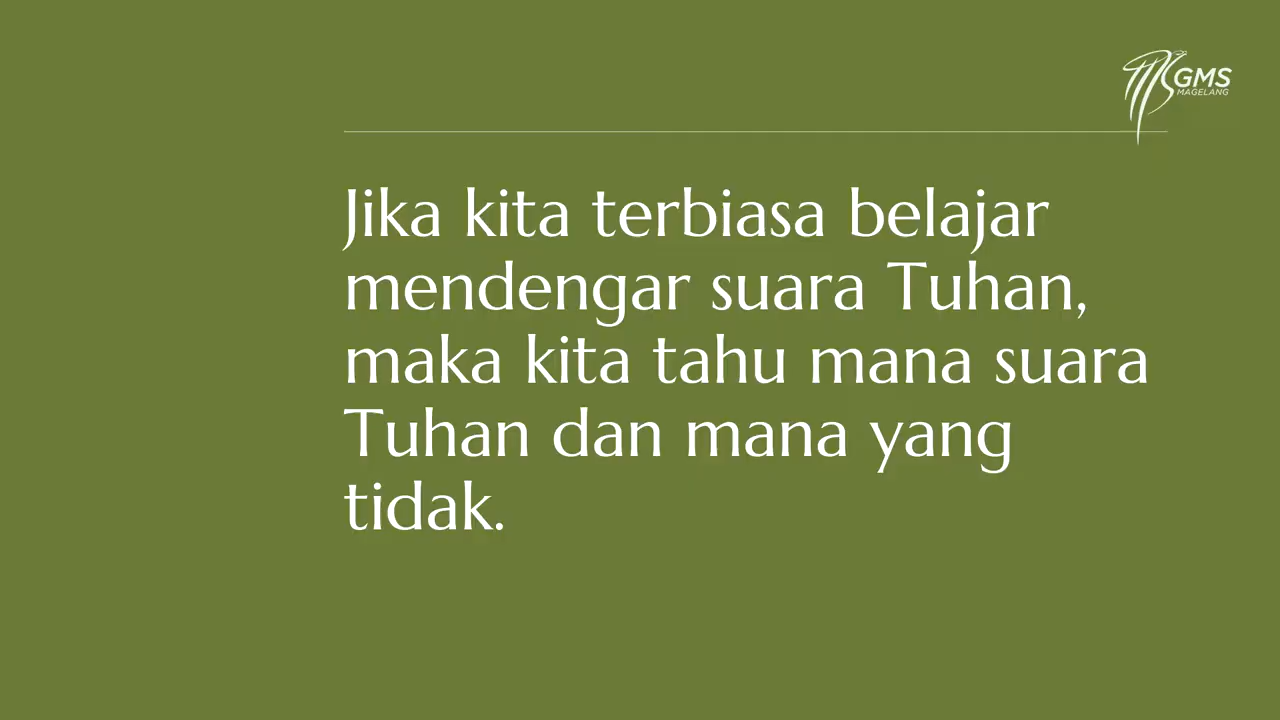 GMS
MAGELANG
Jika kita terbiasa belajar
mendengar suara Tuhan,
maka kita tahu mana suara
Tuhan dan mana yang
tidak.